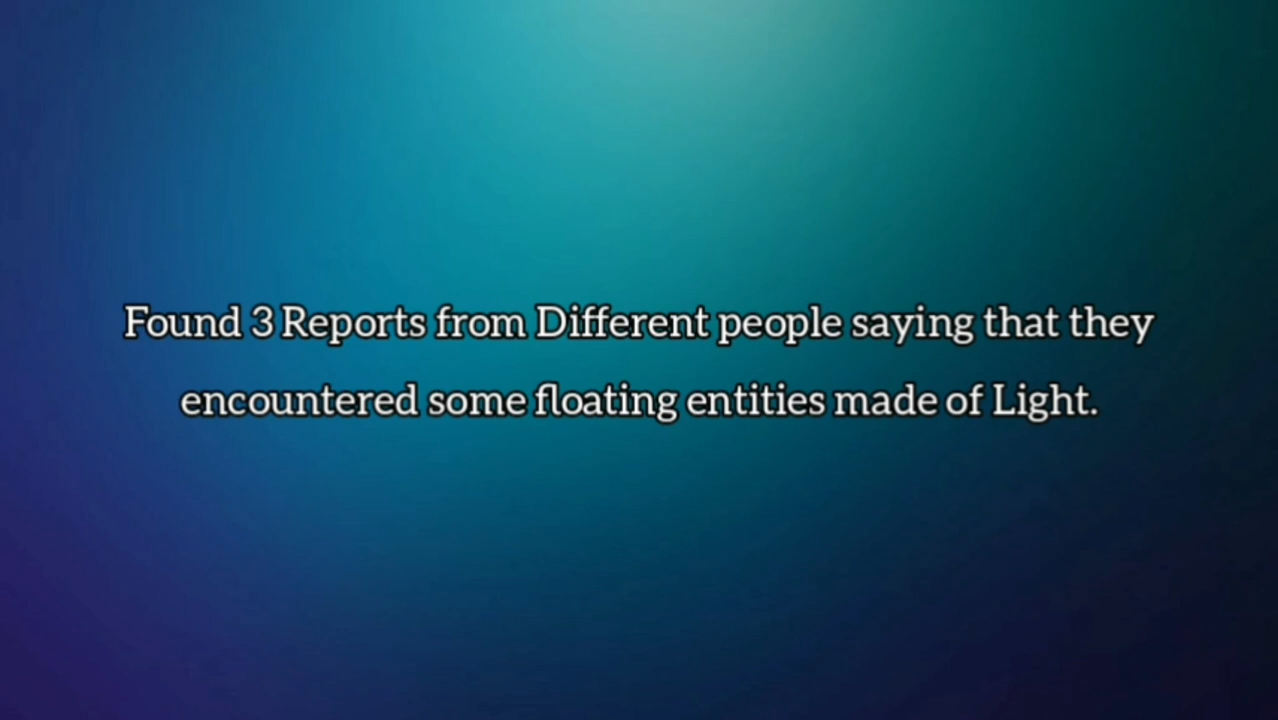 Found 3 Reports from Different people saying that they
encountered some floating entities made of Light.